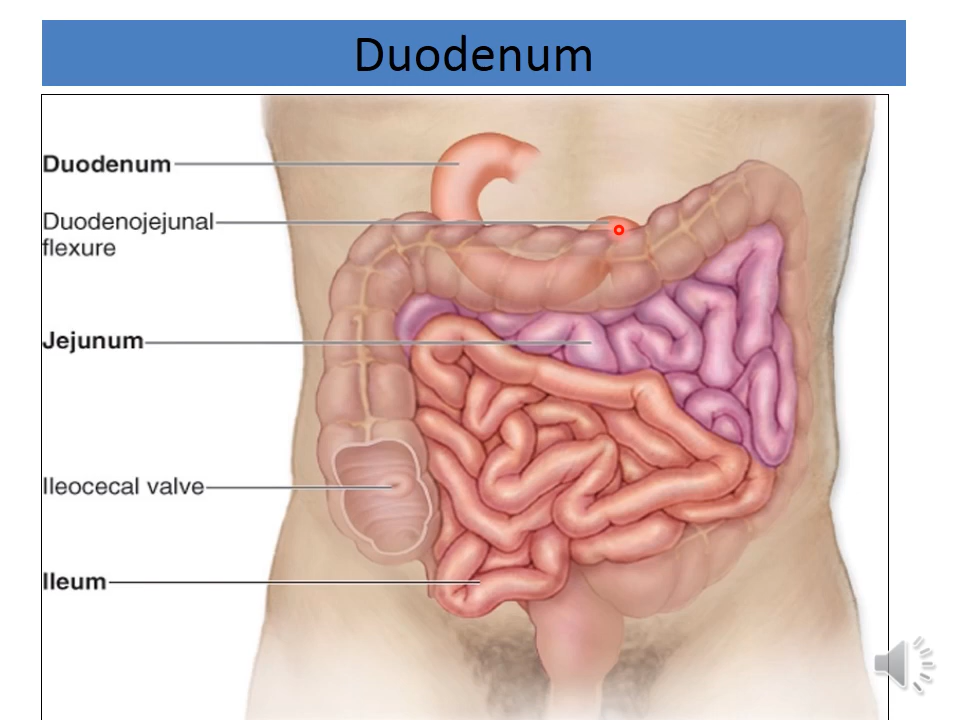 Duodenum
Duodenum
Duodenojejunal
flexure
Jejunum
Ileocecal valve
Ileum